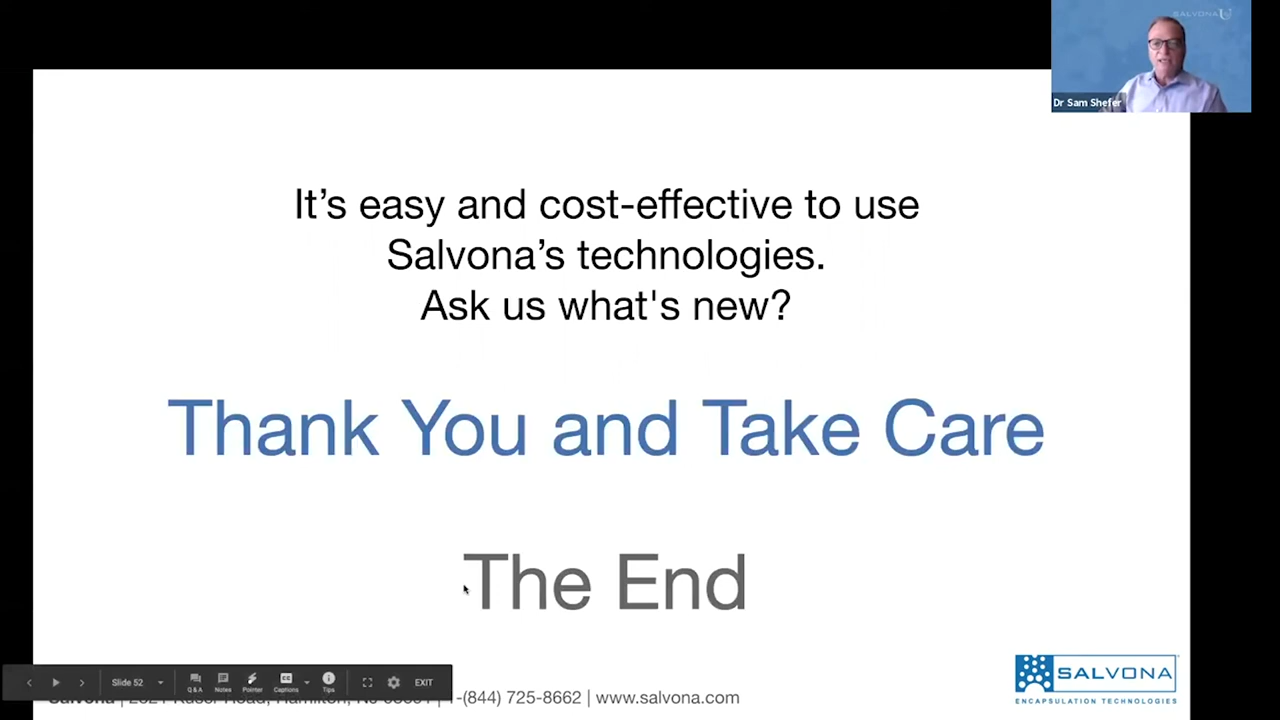 SALVONA U
Dr Sam Shefer
It’s easy and cost-effective to use
Salvona’s technologies.
Ask us what's new?
Thank You and Take Care
The End
SALVONA
ENCAPSULATION TECHNOLOGIES
Slide 52
Q&A
Notes
Pointer
Captions
Tips
EXIT
(844) 725-8662 | www.salvona.com